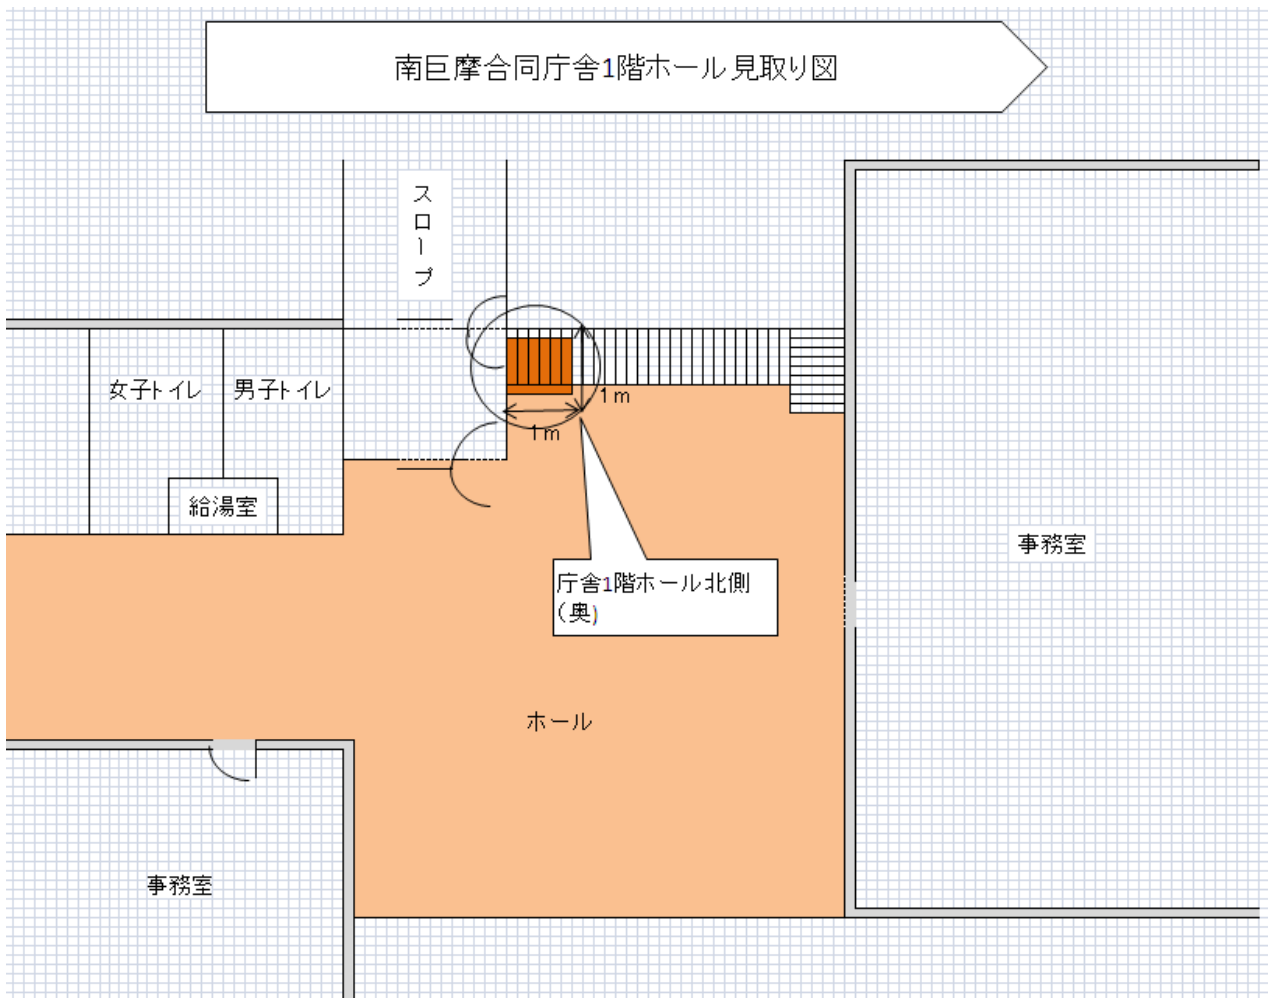 南巨摩合同庁舎1階ホール見取り図
スロープ
女子トイレ
男子トイレ
1m
1m
給湯室
事務室
庁舎1階ホール北側
（奥)
ホール
事務室